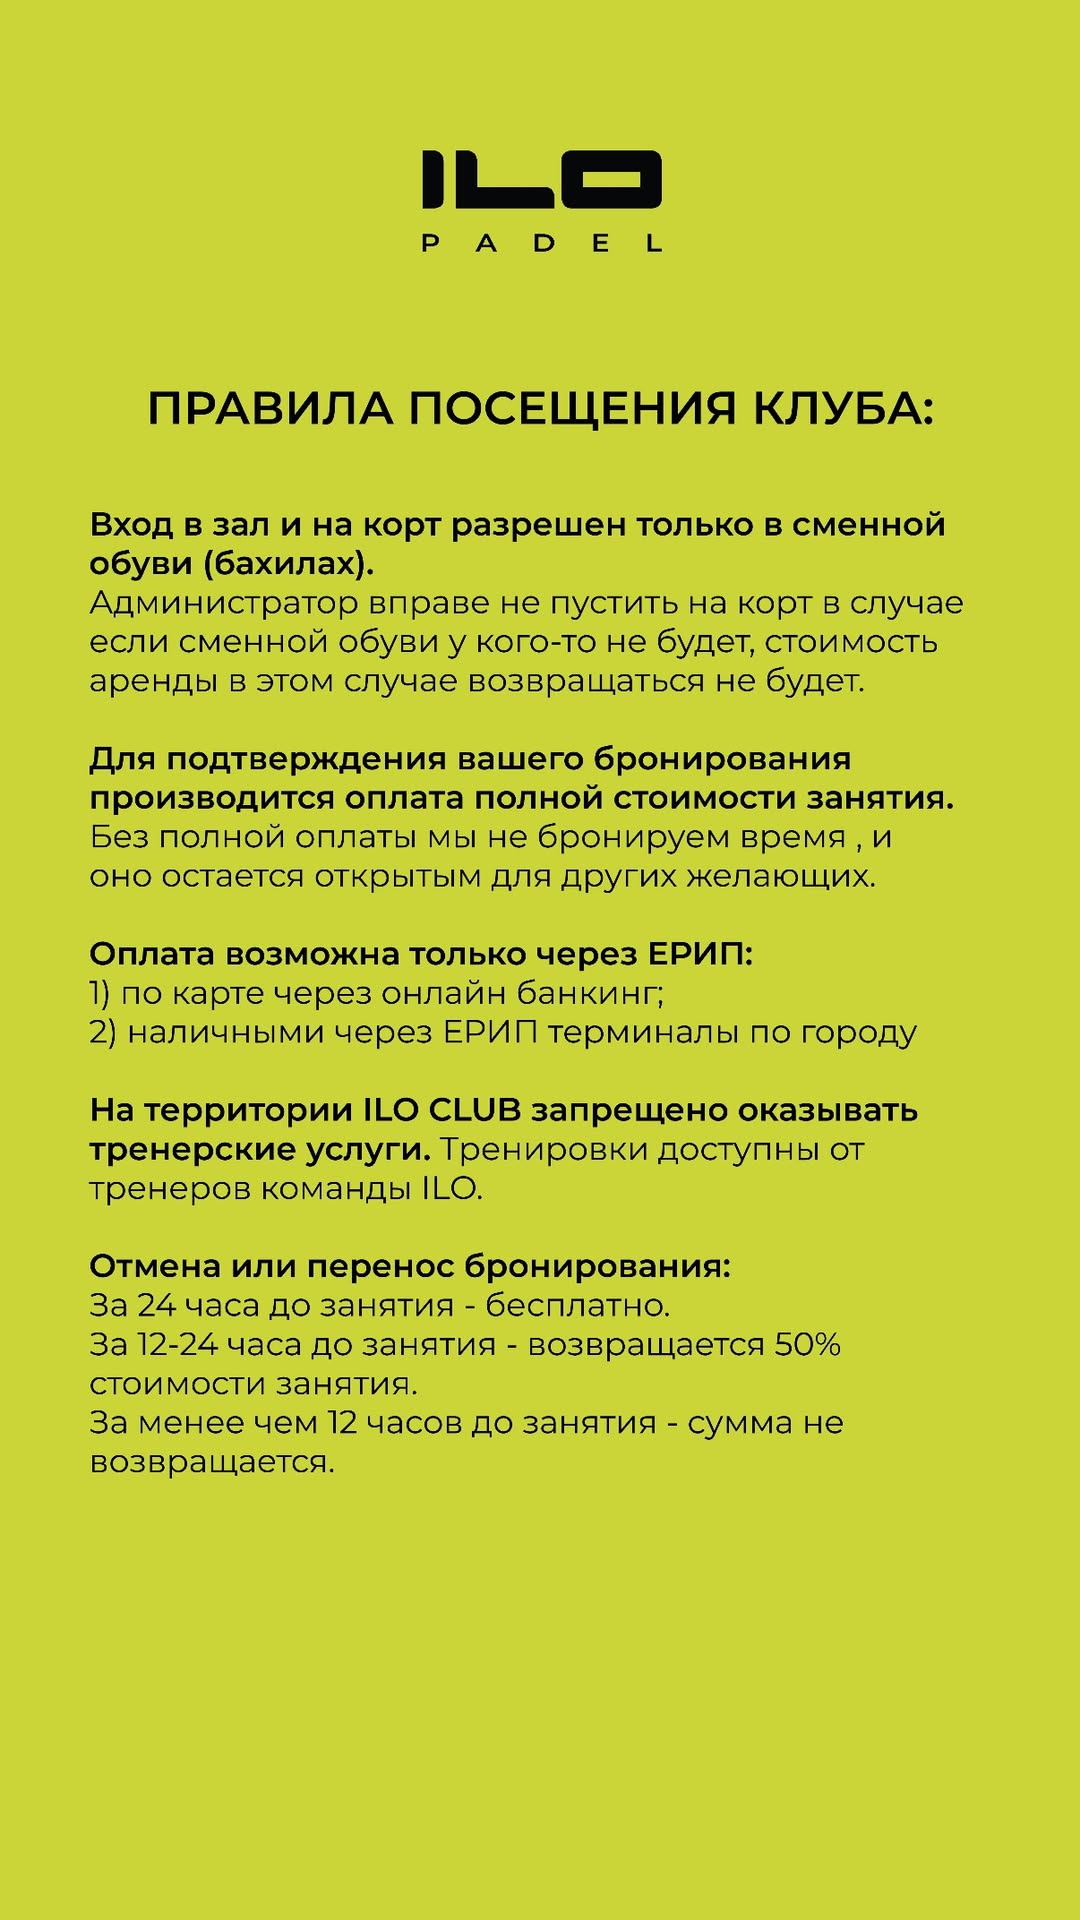 ILO
PADEL
ПРАВИЛА ПОСЕЩЕНИЯ КЛУБА:
Вход в зал и на корт разрешен только в сменной
обуви (бахилах).
Администратор вправе не пустить на корт в случае
если сменной обуви у кого-то не будет, стоимость
аренды в этом случае возвращаться не будет.
Для подтверждения вашего бронирования
производится оплата полной стоимости занятия.
Без полной оплаты мы не бронируем время , и
оно остается открытым для других желающих.
Оплата возможна только через ЕРИП:
1) по карте через онлайн банкинг;
2) наличными через ЕРИП терминалы по городу
На территории ILO CLUB запрещено оказывать
тренерские услуги. Тренировки доступны от
тренеров команды ILO.
Отмена или перенос бронирования:
За 24 часа до занятия - бесплатно.
За 12-24 часа до занятия - возвращается 50%
стоимости занятия.
За менее чем 12 часов до занятия - сумма не
возвращается.